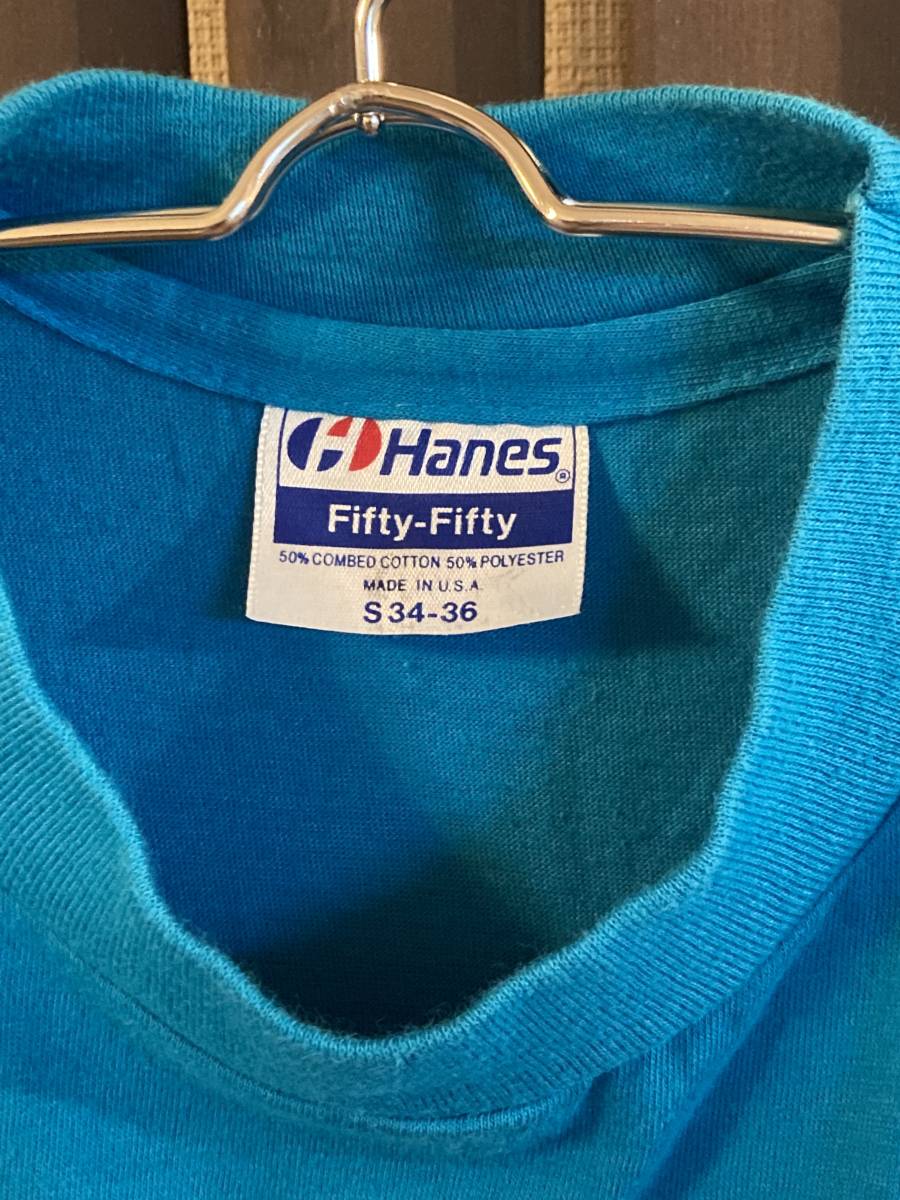 Hanes®
Fifty-Fifty
50% COMBED COTTON 50% POLYESTER
MADE IN U.S.A.
S 34-36